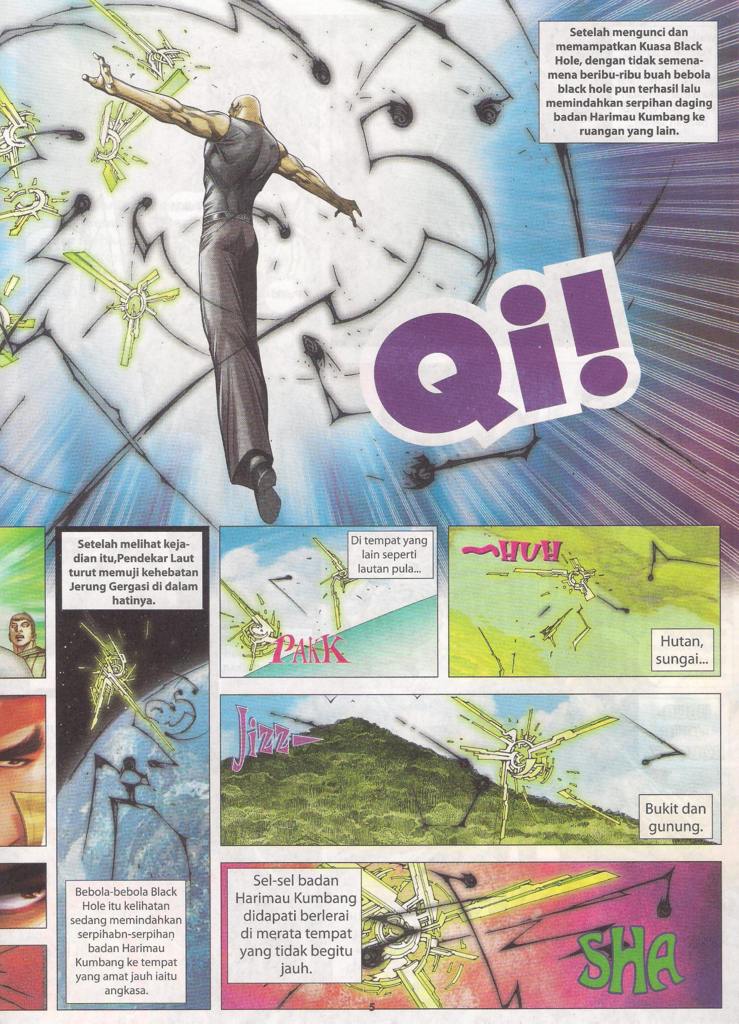 Setelah mengunci dan
memampatkan Kuasa Black
Hole, dengan tidak semena-
mena beribu-ribu buah bebola
black hole pun terhasil lalu
memindahkan serpihan daging
badan Harimau Kumbang ke
ruangan yang lain.
Qi!
Setelah melihat keja-
dian itu,Pendekar Laut
turut memuji kehebatan
Jerung Gergasi di dalam
hatinya.
Di tempat yang
lain seperti
lautan pula...
PAKK
HUH
Hutan,
sungai...
Jizz
Bukit dan
gunung.
Bebola-bebola Black
Hole itu kelihatan
sedang memindahkan
serpihabn-serpihan
badan Harimau
Kumbang ke tempat
yang amat jauh iaitu
angkasa.
Sel-sel badan
Harimau Kumbang
didapati berlerai
di merata tempat
yang tidak begitu
jauh.
SHA
5